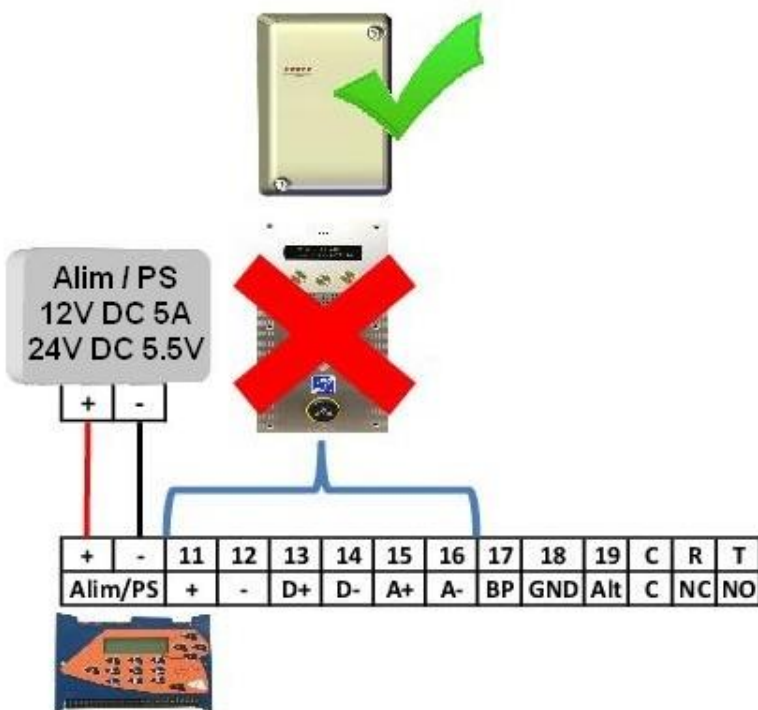 Alim / PS
12V DC 5A
24V DC 5.5V
+ -
+ - 11 12 13 14 15 16 17 18 19 C R T
Alim/PS + - D+ D- A+ A- BP GND Alt C NC NO